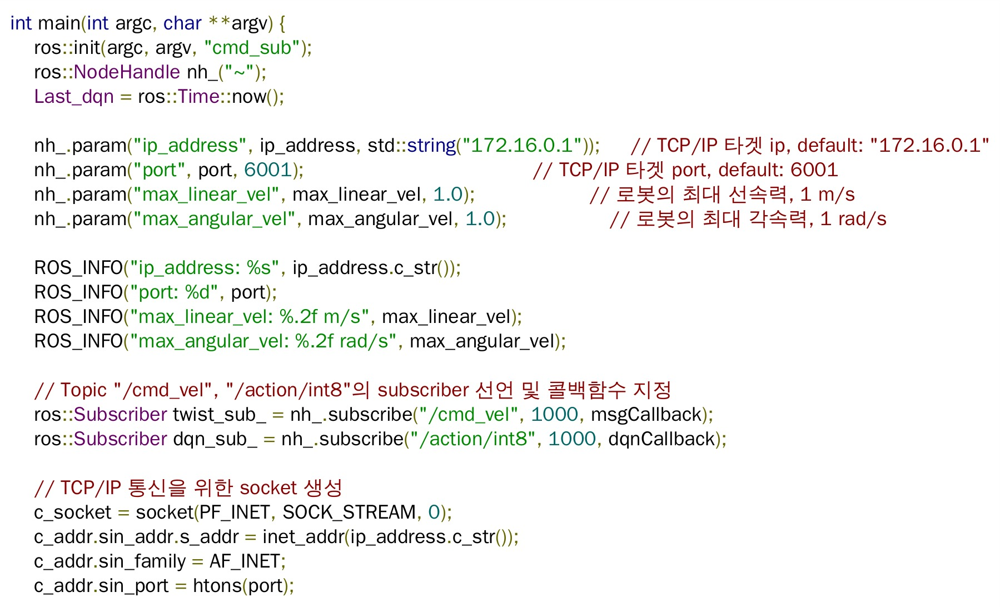 int main(int argc, char **argv) {
ros::init(argc, argv, "cmd_sub");
ros::NodeHandle nh_("~");
Last_dqn = ros::Time::now();
nh_.param("ip_address", ip_address, std::string("172.16.0.1")); // TCP/IP 타겟 ip, default: "172.16.0.1"
nh_.param("port", port, 6001); // TCP/IP 타겟 port, default: 6001
nh_.param("max_linear_vel", max_linear_vel, 1.0); // 로봇의 최대 선속력, 1 m/s
nh_.param("max_angular_vel", max_angular_vel, 1.0); // 로봇의 최대 각속력, 1 rad/s
ROS_INFO("ip_address: %s", ip_address.c_str());
ROS_INFO("port: %d", port);
ROS_INFO("max_linear_vel: %.2f m/s", max_linear_vel);
ROS_INFO("max_angular_vel: %.2f rad/s", max_angular_vel);
// Topic "/cmd_vel", "/action/int8"의 subscriber 선언 및 콜백함수 지정
ros::Subscriber twist_sub_ = nh_.subscribe("/cmd_vel", 1000, msgCallback);
ros::Subscriber dqn_sub_ = nh_.subscribe("/action/int8", 1000, dqnCallback);
// TCP/IP 통신을 위한 socket 생성
c_socket = socket(PF_INET, SOCK_STREAM, 0);
c_addr.sin_addr.s_addr = inet_addr(ip_address.c_str());
c_addr.sin_family = AF_INET;
c_addr.sin_port = htons(port);